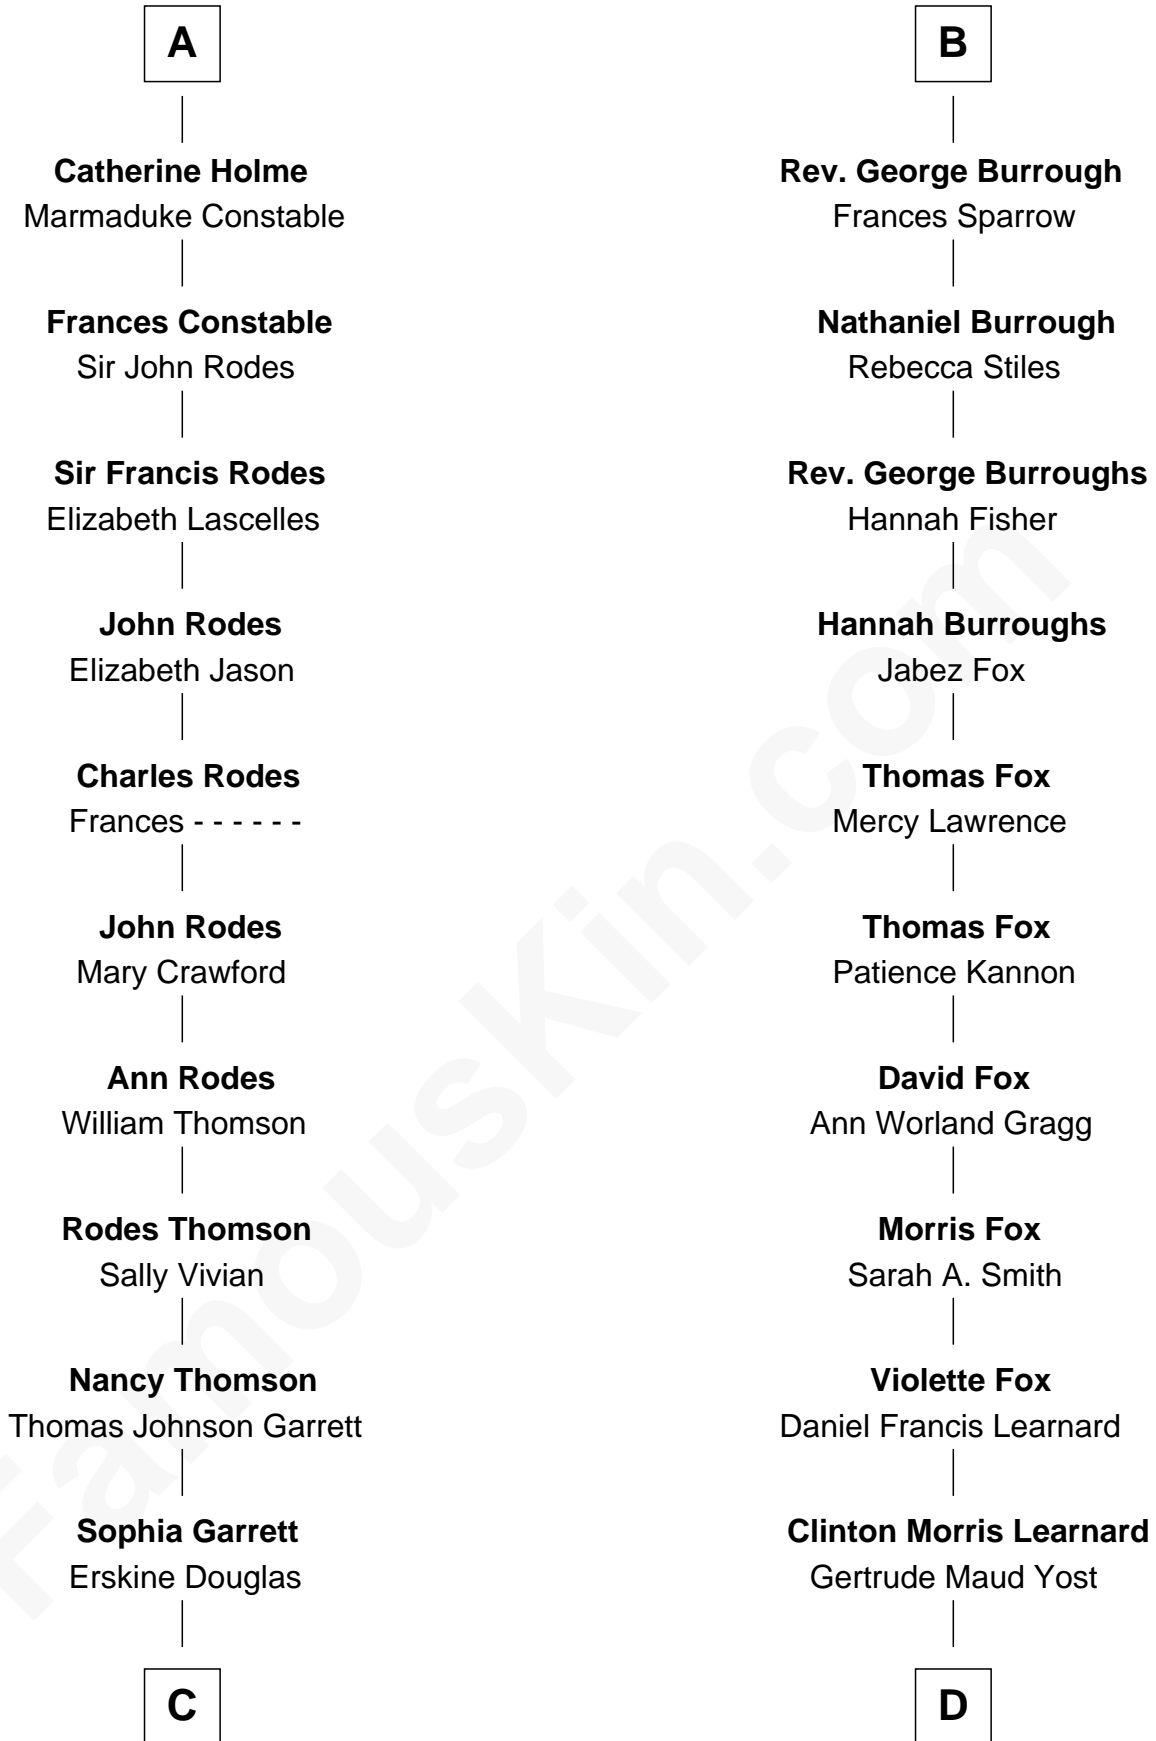 A
Catherine Holme
Marmaduke Constable
Frances Constable
Sir John Rodes
Sir Francis Rodes
Elizabeth Lascelles
John Rodes
Elizabeth Jason
Charles Rodes
Frances - - - - - -
John Rodes
Mary Crawford
Ann Rodes
William Thomson
Rodes Thomson
Sally Vivian
Nancy Thomson
Thomas Johnson Garrett
Sophia Garrett
Erskine Douglas
C
B
Rev. George Burrough
Frances Sparrow
Nathaniel Burrough
Rebecca Stiles
Rev. George Burroughs
Hannah Fisher
Hannah Burroughs
Jabez Fox
Thomas Fox
Mercy Lawrence
Thomas Fox
Patience Kannon
David Fox
Ann Worland Gragg
Morris Fox
Sarah A. Smith
Violette Fox
Daniel Francis Learnard
Clinton Morris Learnard
Gertrude Maud Yost
D
FamousKin.com